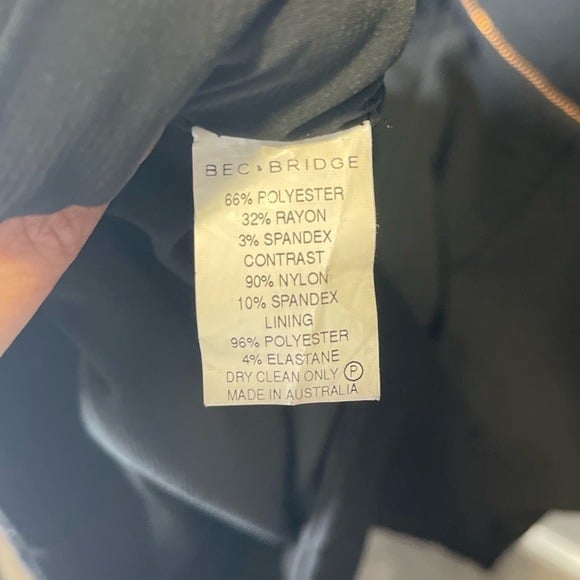 BEC & BRIDGE
66% POLYESTER
32% RAYON
3% SPANDEX
CONTRAST
90% NYLON
10% SPANDEX
LINING
96% POLYESTER
4% ELASTANE
DRY CLEAN ONLY Ⓟ
MADE IN AUSTRALIA